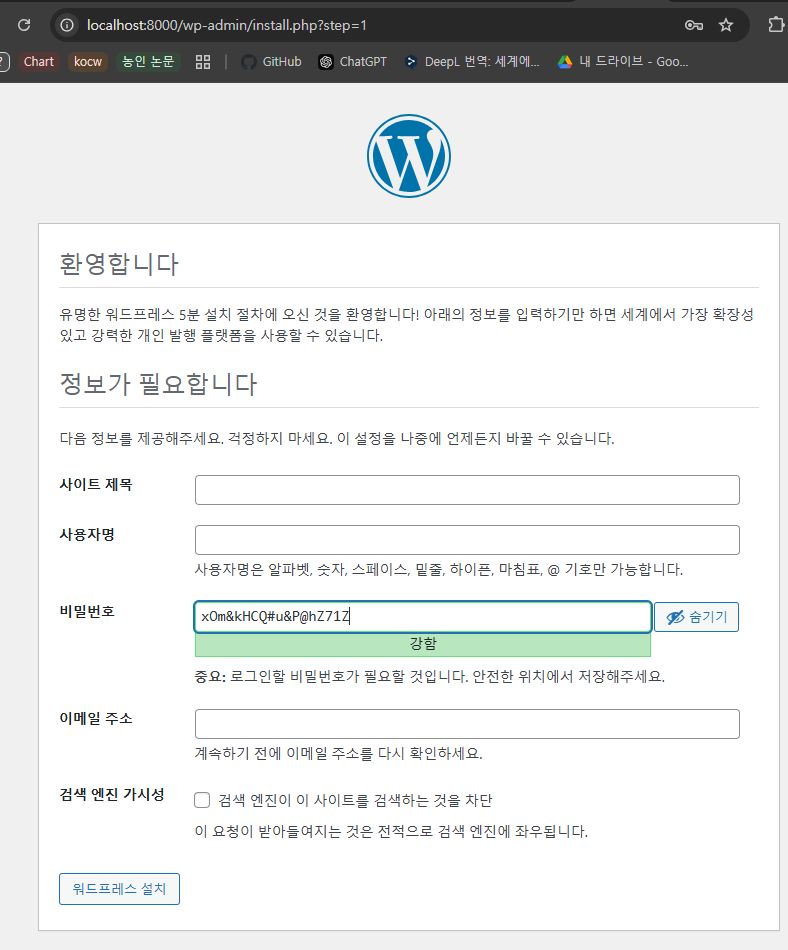 localhost:8000/wp-admin/install.php?step=1
Chart kocw 농인 논문 GitHub ChatGPT DeepL 번역: 세계에... 내 드라이브 - Goo...
환영합니다
유명한 워드프레스 5분 설치 절차에 오신 것을 환영합니다! 아래의 정보를 입력하기만 하면 세계에서 가장 확장성
있고 강력한 개인 발행 플랫폼을 사용할 수 있습니다.
정보가 필요합니다
다음 정보를 제공해주세요. 걱정하지 마세요. 이 설정을 나중에 언제든지 바꿀 수 있습니다.
사이트 제목
사용자명
사용자명은 알파벳, 숫자, 스페이스, 밑줄, 하이픈, 마침표, @ 기호만 가능합니다.
비밀번호 xOm&kHCQ#u&P@hZ71Z 숨기기
강함
중요: 로그인할 비밀번호가 필요할 것입니다. 안전한 위치에서 저장해주세요.
이메일 주소
계속하기 전에 이메일 주소를 다시 확인하세요.
검색 엔진 가시성 검색 엔진이 이 사이트를 검색하는 것을 차단
이 요청이 받아들여지는 것은 전적으로 검색 엔진에 좌우됩니다.
워드프레스 설치